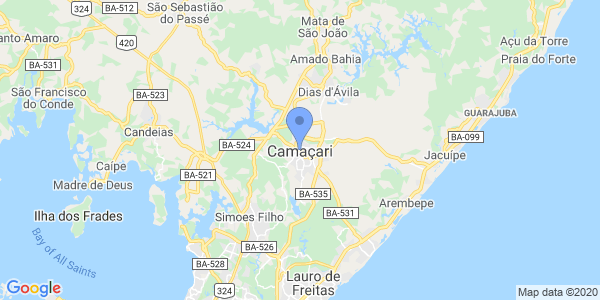 BA-512
324
São Sebastião
do Passé
Mata de
São João
Açu da Torre
Praia do Forte
anto Amaro
420
Amado Bahia
BA-531
São Francisco
do Conde
BA-523
Dias d'Ávila
GUARAJUBA
Candeias
BA-524
Camaçari
BA-099
Jacuípe
Caípe
BA-521
Madre de Deus
BA-535
Ilha dos Frades
Simoes Filho
BA-531
Arembepe
Bay of All Saints
BA-526
BA-528
Lauro de
Freitas
324
Google
Map data ©2020